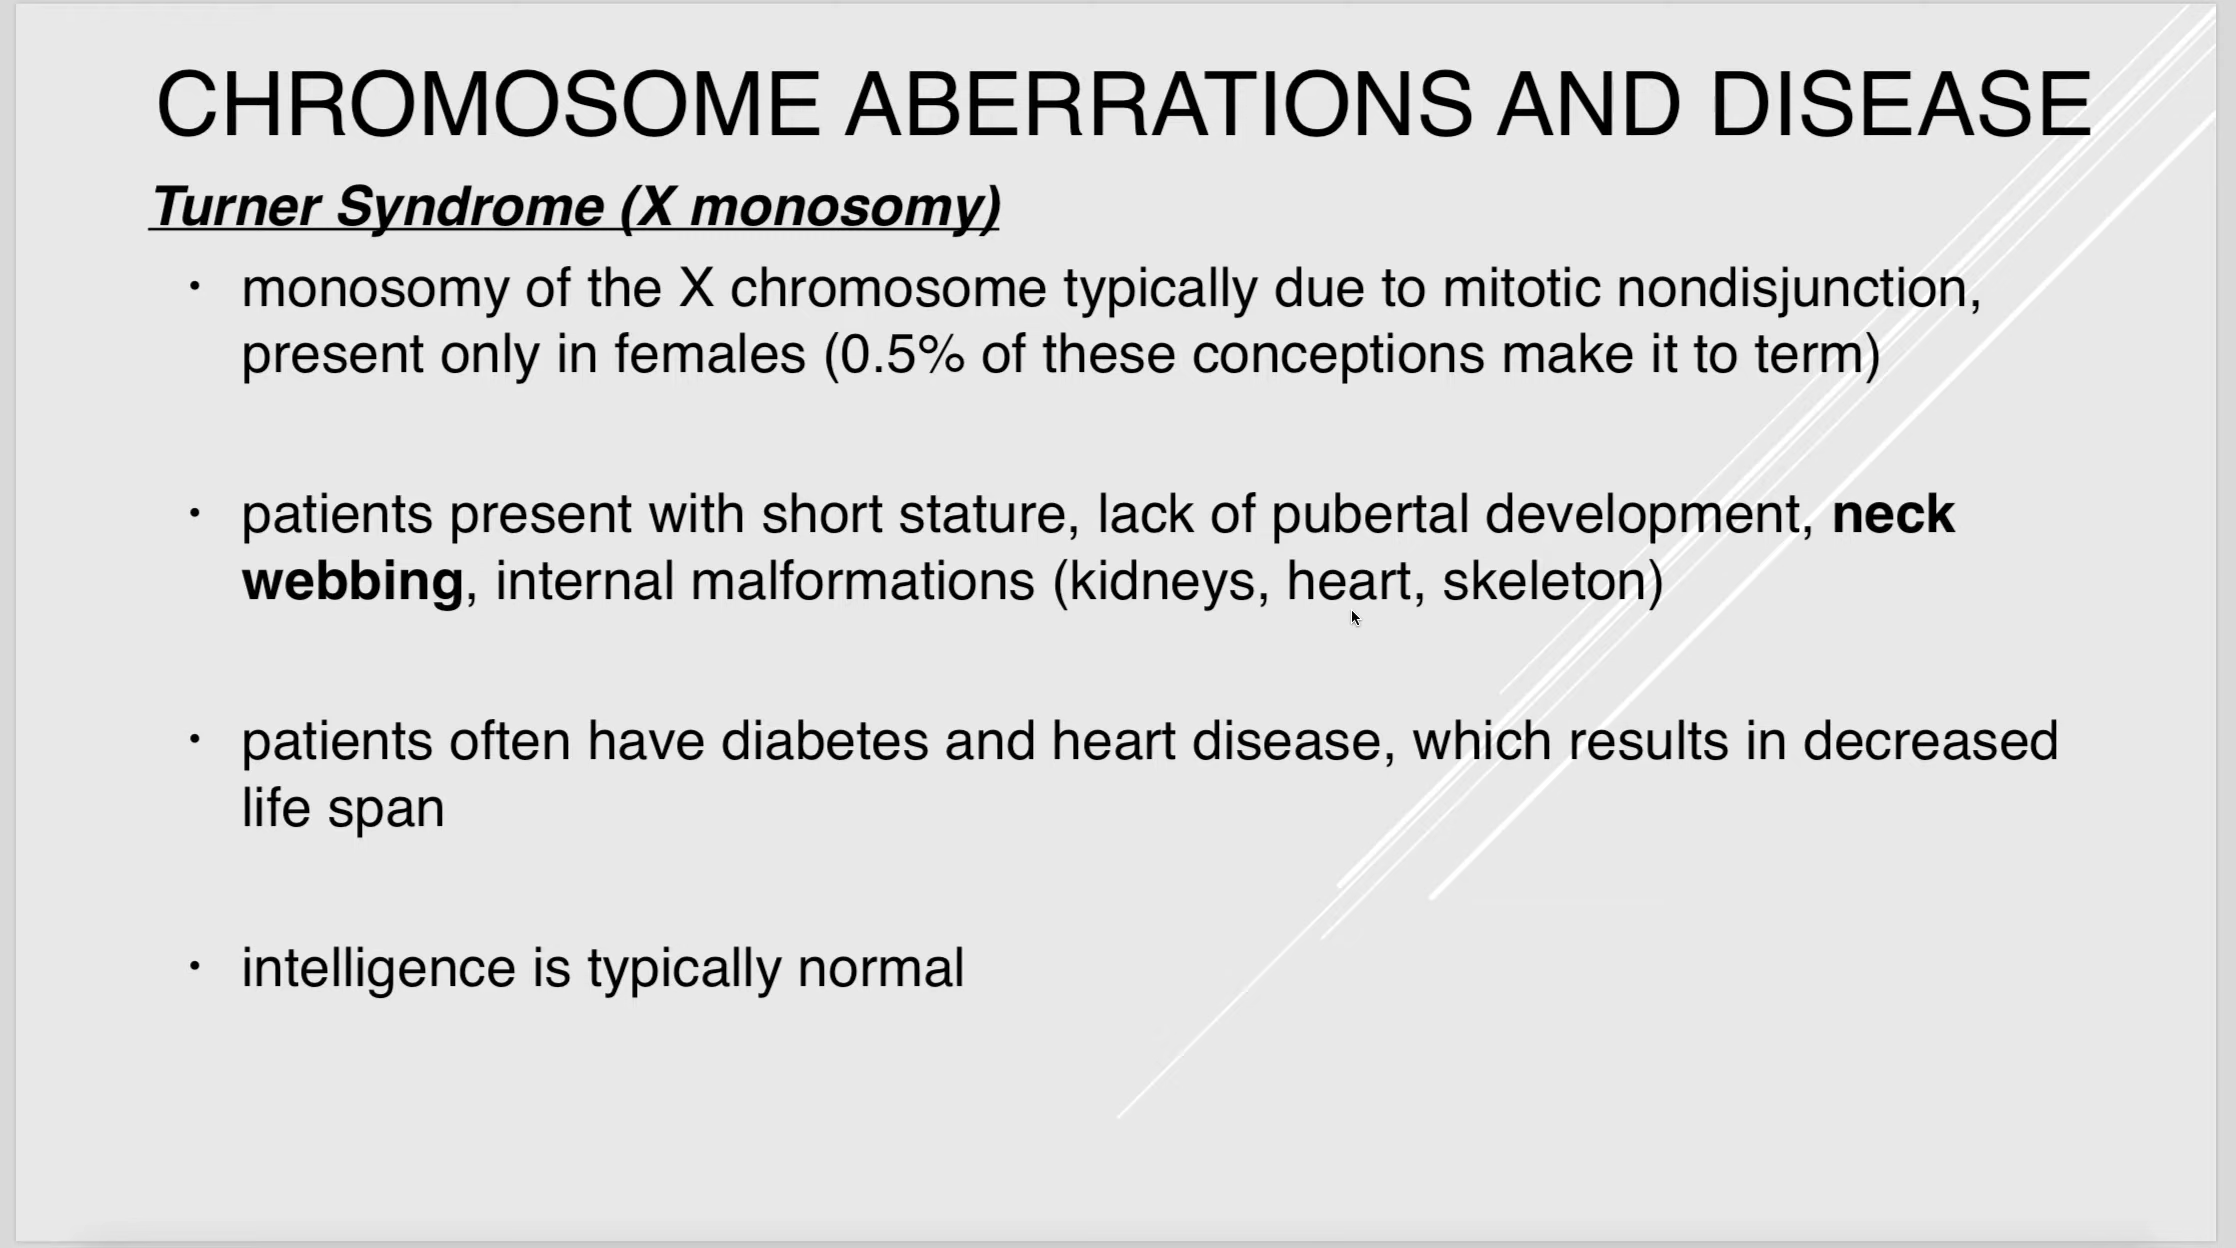 CHROMOSOME ABERRATIONS AND DISEASE
Turner Syndrome (X monosomy)
• monosomy of the X chromosome typically due to mitotic nondisjunction,
present only in females (0.5% of these conceptions make it to term)
• patients present with short stature, lack of pubertal development, neck
webbing, internal malformations (kidneys, heart, skeleton)
• patients often have diabetes and heart disease, which results in decreased
life span
• intelligence is typically normal